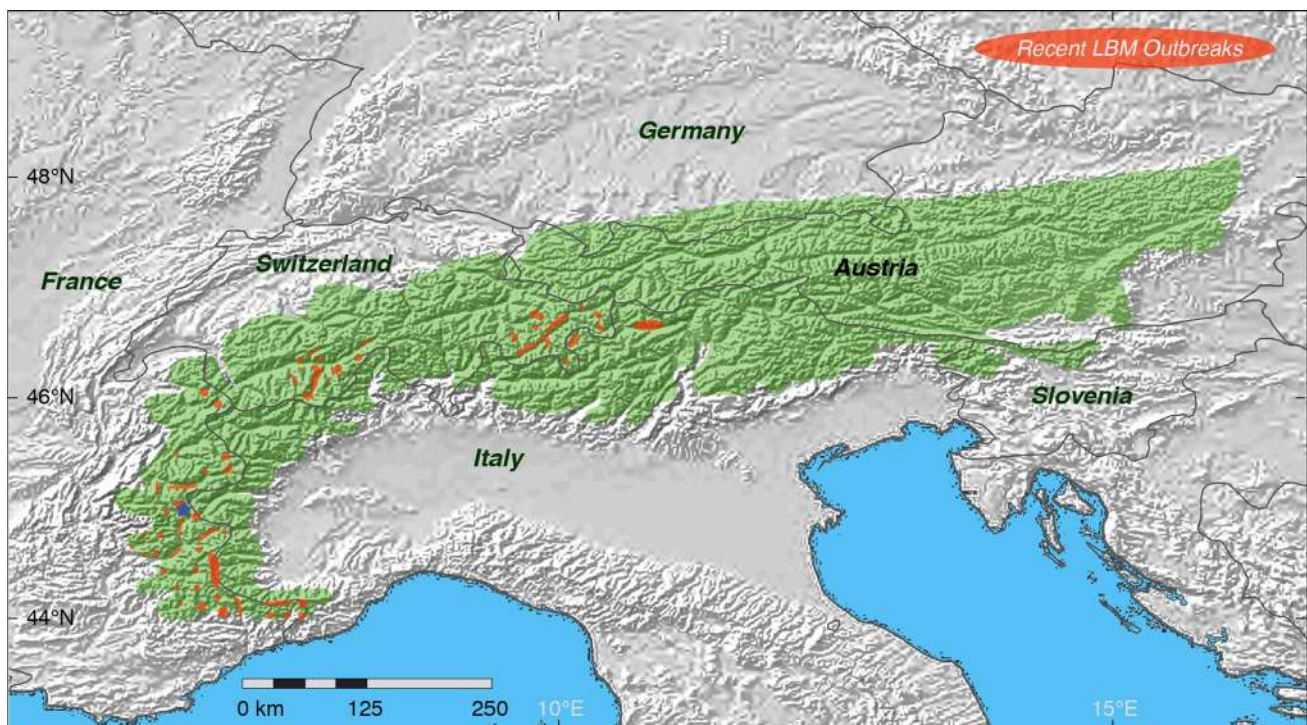 Recent LBM Outbreaks
Germany
48°N
Switzerland
Austria
France
46°N
Slovenia
Italy
44°N
0 km 125 250
10°E
15°E